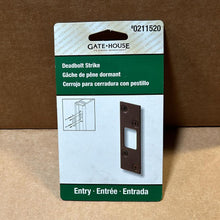 #0211520
GATE·HOUSE
Deadbolt Strike
Gâche de pêne dormant
Cerrojo para cerradura con pestillo
Entry · Entrée · Entrada